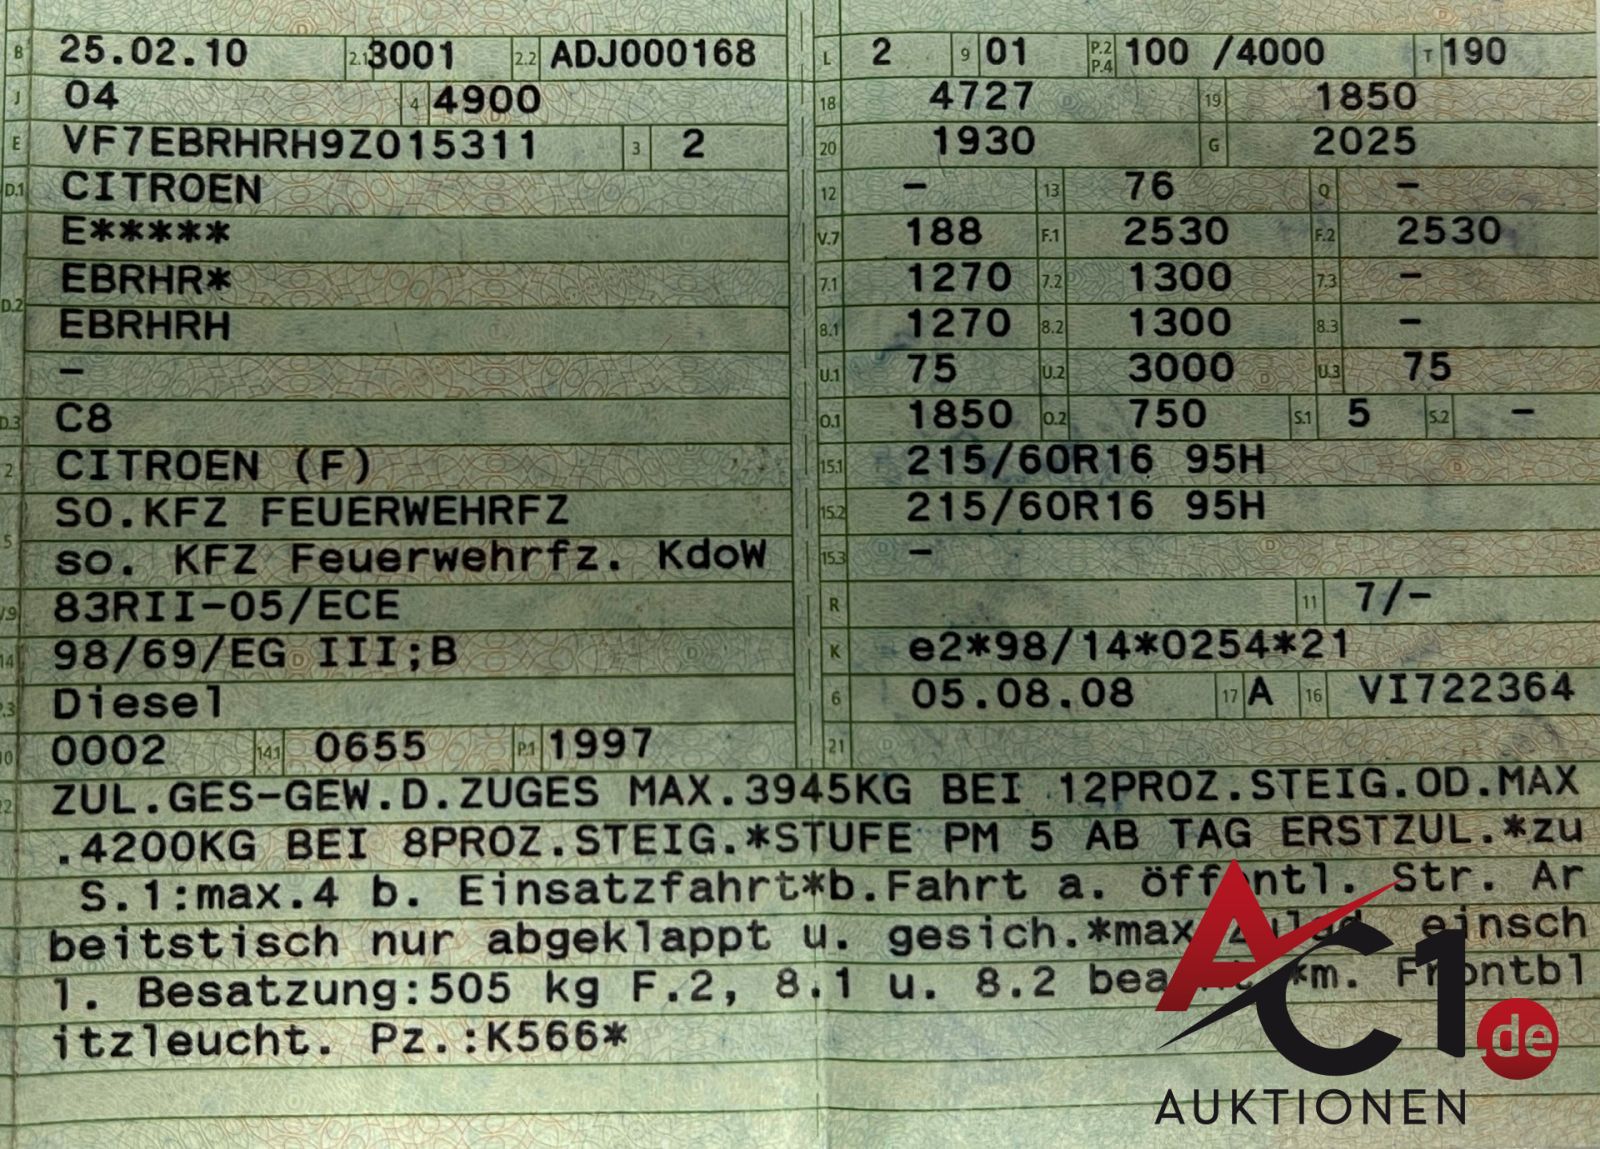 B 25.02.10 2.1 3001 2.2 ADJ000168
J 04 4 4900
E VF7EBRHRH9Z015311 3 2
D.1 CITROEN
E*****
D.2 EBRHR*
EBRHRH
–
D.3 C8
2 CITROEN (F)
5 SO.KFZ FEUERWEHRFZ
so. KFZ Feuerwehrfz. KdoW
V.9 83RII-05/ECE
14 98/69/EG III;B
P.3 Diesel
10 0002 14.1 0655 P.1 1997
L 2 9 01 P.2 P.4 100 /4000 T 190
18 4727 19 1850
20 1930 G 2025
12 – 13 76 Q –
V.7 188 F.1 2530 F.2 2530
7.1 1270 7.2 1300 7.3 –
8.1 1270 8.2 1300 8.3 –
U.1 75 U.2 3000 U.3 75
O.1 1850 O.2 750 S.1 5 S.2 –
15.1 215/60R16 95H
15.2 215/60R16 95H
15.3 –
R 11 7/–
K e2*98/14*0254*21
6 05.08.08 17 A 16 VI722364
21
22 ZUL.GES-GEW.D.ZUGES MAX.3945KG BEI 12PROZ.STEIG.OD.MAX
.4200KG BEI 8PROZ.STEIG.*STUFE PM 5 AB TAG ERSTZUL.*zu
S.1:max.4 b. Einsatzfahrt*b.Fahrt a. öffentl. Str. Ar
beitstisch nur abgeklappt u. gesich.*max.zulad. einsch
l. Besatzung:505 kg F.2, 8.1 u. 8.2 beacht.*m. Frontbl
itzleucht. Pz.:K566*
AC1.de
AUKTIONEN